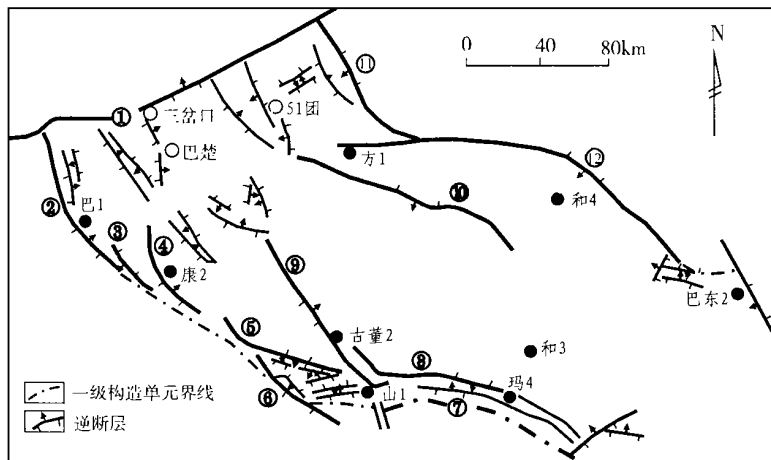 N
0 40 80km
⑪
51团
① 三岔口
巴楚
方1
⑫
②
巴1
和4
⑩
③
④
康2
⑨
巴东2
⑤
古董2
和3
⑧
一级构造单元界线
⑥
山1
玛4
⑦
逆断层